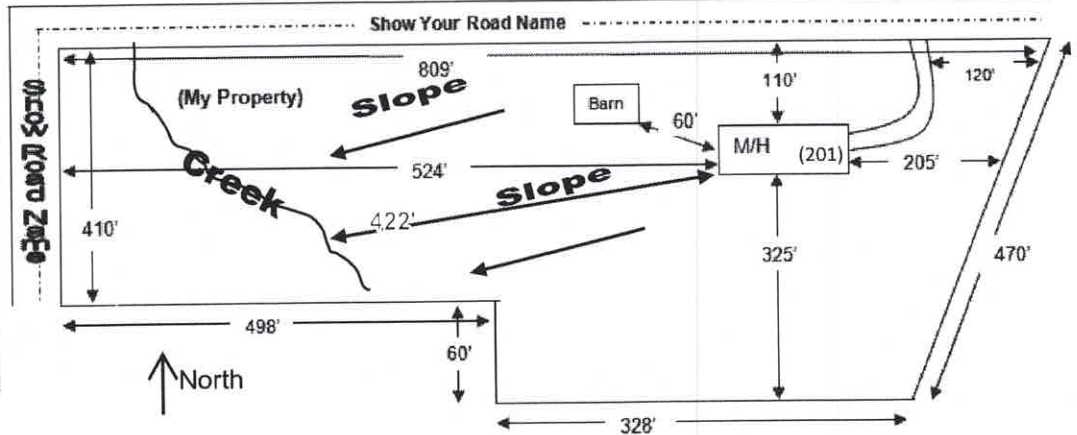 Show Your Road Name
Show Road Name
809'
110'
120'
(My Property)
Slope
Barn
60'
M/H
(201)
Creek
524'
Slope
205'
410'
422'
325'
470'
498'
60'
North
328'